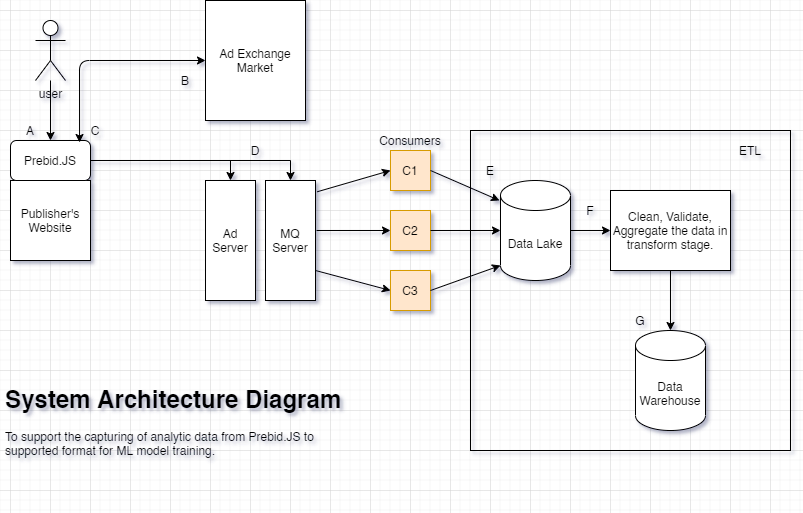 Ad Exchange
Market
B
user
A
C
Prebid.JS
Publisher's
Website
D
Ad
Server
MQ
Server
Consumers
C1
C2
C3
ETL
E
Data Lake
F
Clean, Validate,
Aggregate the data in
transform stage.
G
Data
Warehouse
System Architecture Diagram
To support the capturing of analytic data from Prebid.JS to
supported format for ML model training.